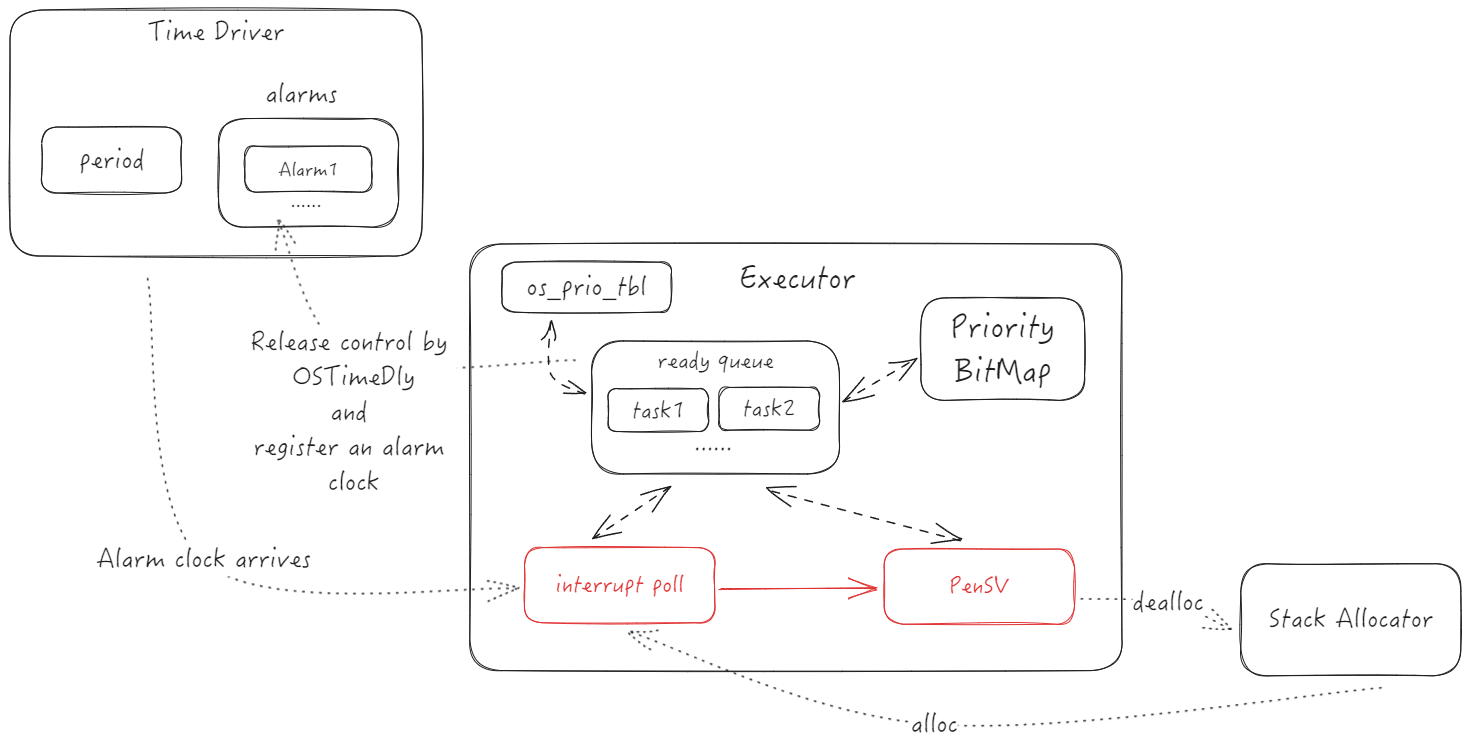 Time Driver
alarms
period
Alarm1
......
os_prio_tbl
Executor
Priority
BitMap
Release control by
OSTimeDly
and
register an alarm
clock
ready queue
task1
task2
......
Alarm clock arrives
interrupt poll
PenSV
dealloc
Stack Allocator
alloc